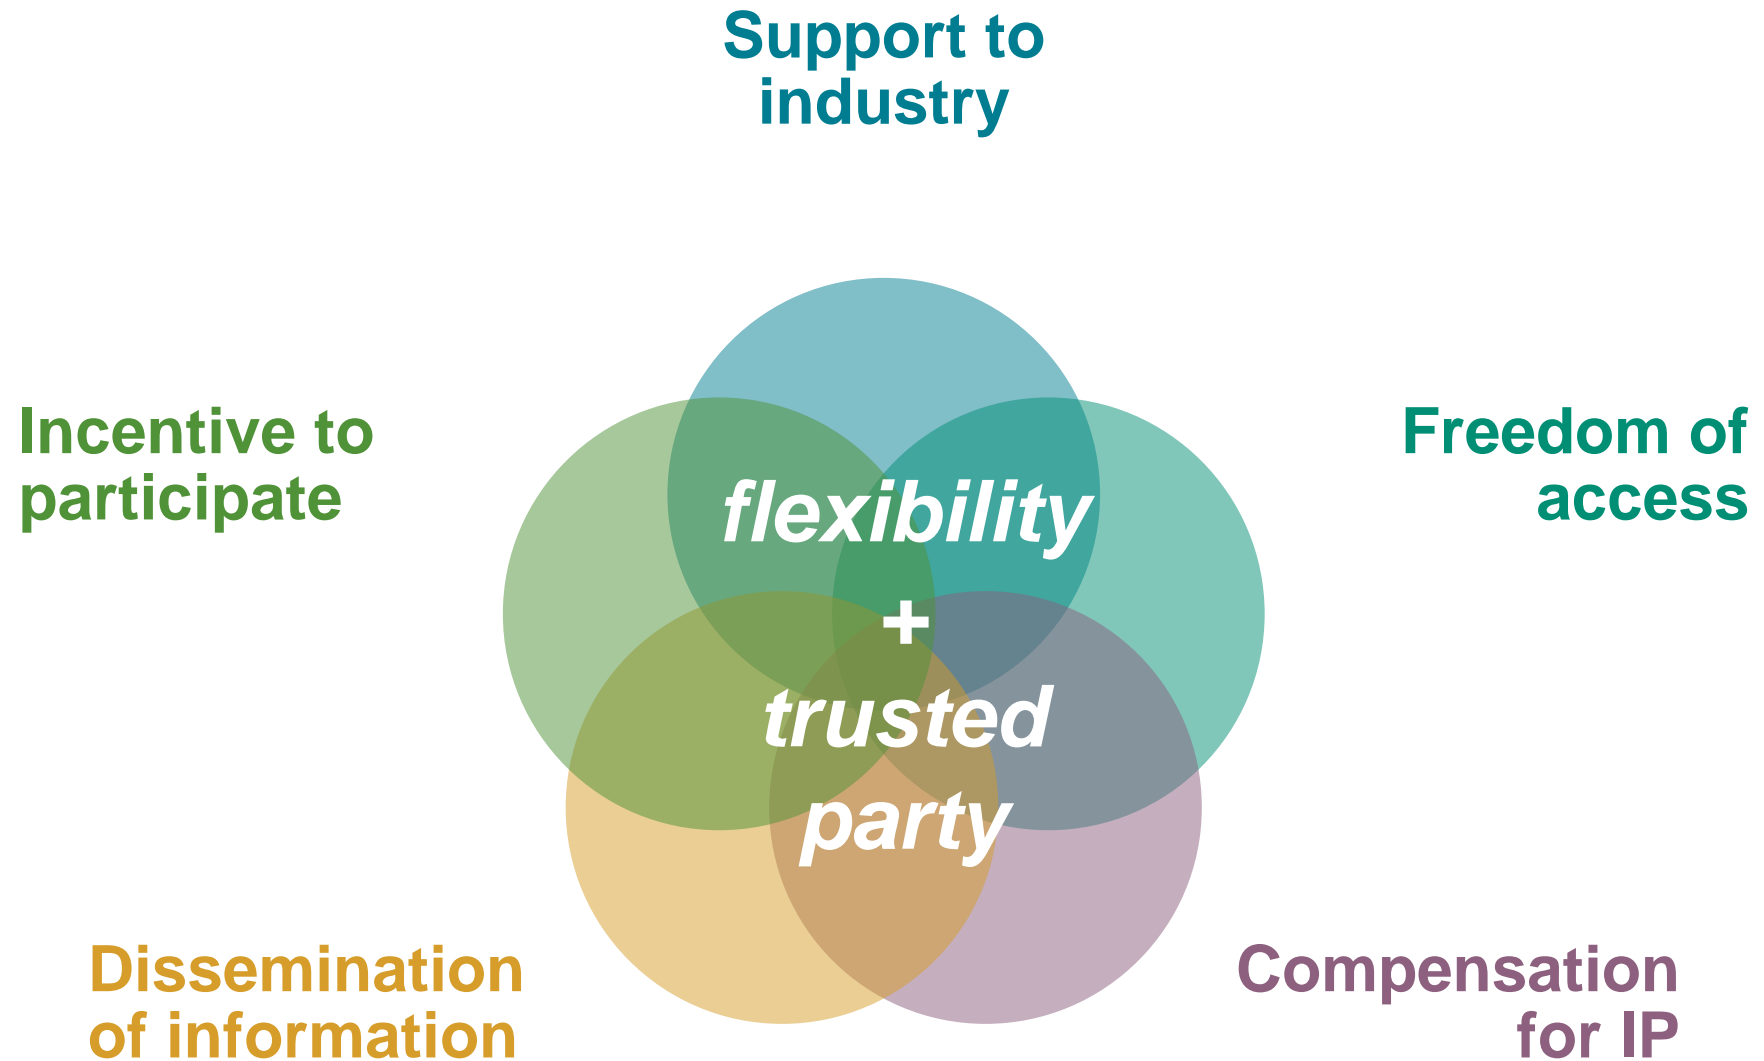 Support to
industry
Incentive to
participate
Freedom of
access
flexibility
+
trusted
party
Dissemination
of information
Compensation
for IP